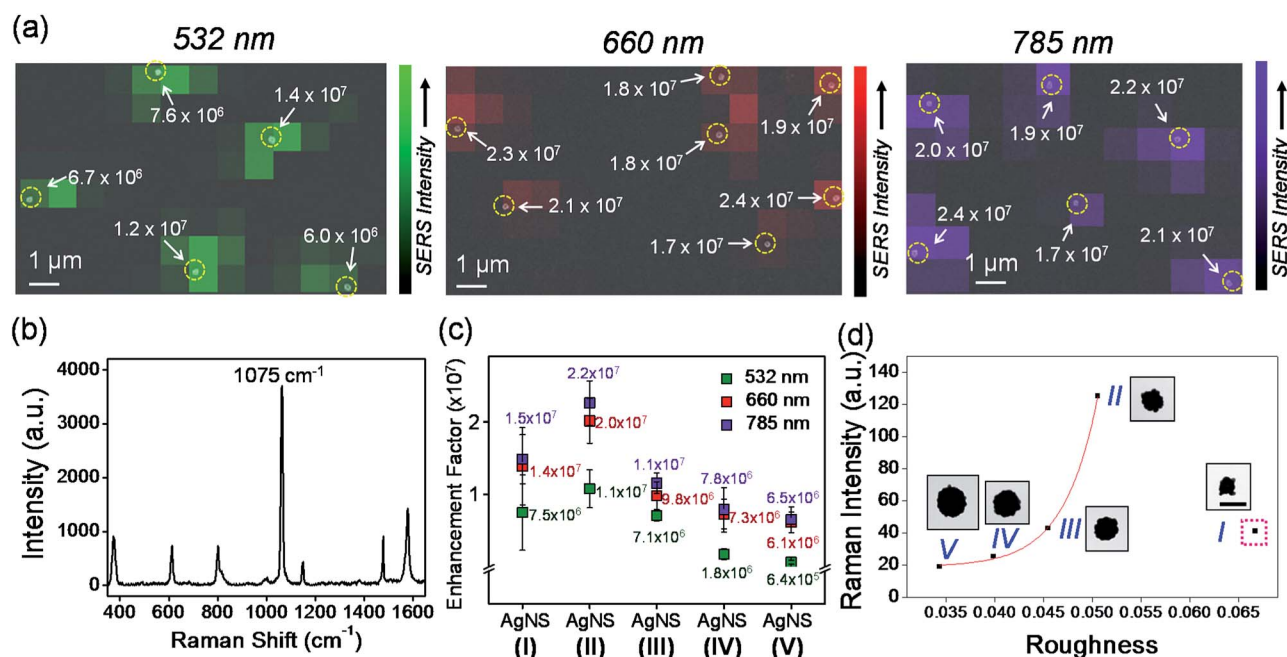 (a)
532 nm
660 nm
785 nm
7.6 x 10⁶
1.4 x 10⁷
6.7 x 10⁶
1.2 x 10⁷
6.0 x 10⁶
1 µm
SERS Intensity
1.8 x 10⁷
1.9 x 10⁷
2.3 x 10⁷
1.8 x 10⁷
2.1 x 10⁷
2.4 x 10⁷
1.7 x 10⁷
1 µm
SERS Intensity
2.2 x 10⁷
1.9 x 10⁷
2.0 x 10⁷
2.4 x 10⁷
1.7 x 10⁷
2.1 x 10⁷
1 µm
SERS Intensity
(b)
1075 cm⁻¹
Intensity (a.u.)
4000
3000
2000
1000
0
400 600 800 1000 1200 1400 1600
Raman Shift (cm⁻¹)
(c)
Enhancement Factor (x10⁷)
2
1
532 nm
660 nm
785 nm
1.5x10⁷
1.4x10⁷
7.5x10⁶
2.2x10⁷
2.0x10⁷
1.1x10⁷
1.1x10⁷
9.8x10⁶
7.1x10⁶
7.8x10⁶
7.3x10⁶
1.8x10⁶
6.5x10⁶
6.1x10⁶
6.4x10⁵
AgNS AgNS AgNS AgNS AgNS
(I) (II) (III) (IV) (V)
(d)
Raman Intensity (a.u.)
140
120
100
80
60
40
20
0
II
V
IV
III
I
0.035 0.040 0.045 0.050 0.055 0.060 0.065
Roughness